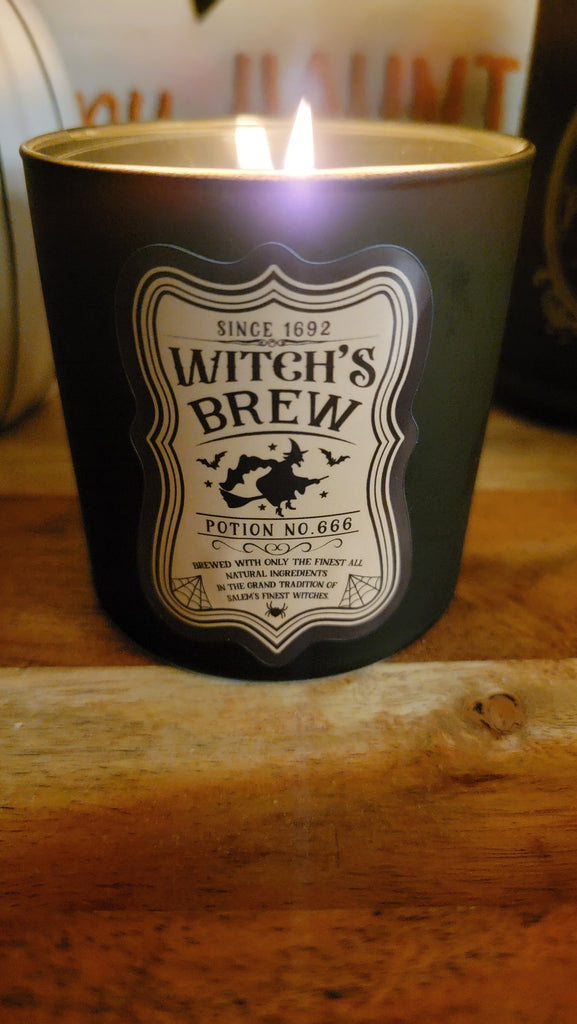 HAUNT
SINCE 1692
WITCH'S
BREW
POTION NO.666
BREWED WITH ONLY THE FINEST ALL
NATURAL INGREDIENTS
IN THE GRAND TRADITION OF
SALEM'S FINEST WITCHES.